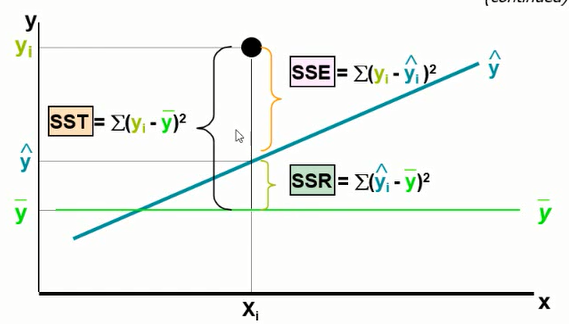 (continued)
y
yᵢ
SSE = Σ(yᵢ - ŷᵢ)²
ŷ
SST = Σ(yᵢ - ȳ)²
ŷ
SSR = Σ(ŷᵢ - ȳ)²
ȳ
ȳ
Xᵢ
x